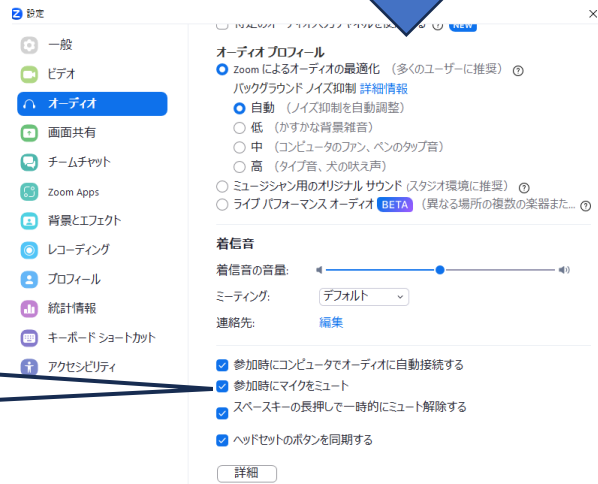 設定
一般
ビデオ
オーディオ
画面共有
チームチャット
Zoom Apps
背景とエフェクト
レコーディング
プロフィール
統計情報
キーボード ショートカット
アクセシビリティ
NEW
オーディオ プロフィール
Zoom によるオーディオの最適化 (多くのユーザーに推奨)
バックグラウンド ノイズ抑制 詳細情報
自動 (ノイズ抑制を自動調整)
低 (かすかな背景雑音)
中 (コンピュータのファン、ペンのタップ音)
高 (タイプ音、犬の吠え声)
ミュージシャン用のオリジナル サウンド (スタジオ環境に推奨)
ライブ パフォーマンス オーディオ BETA (異なる場所の複数の楽器また...
着信音
着信音の音量:
ミーティング: デフォルト
連絡先: 編集
参加時にコンピュータでオーディオに自動接続する
参加時にマイクをミュート
スペースキーの長押しで一時的にミュート解除する
ヘッドセットのボタンを同期する
詳細